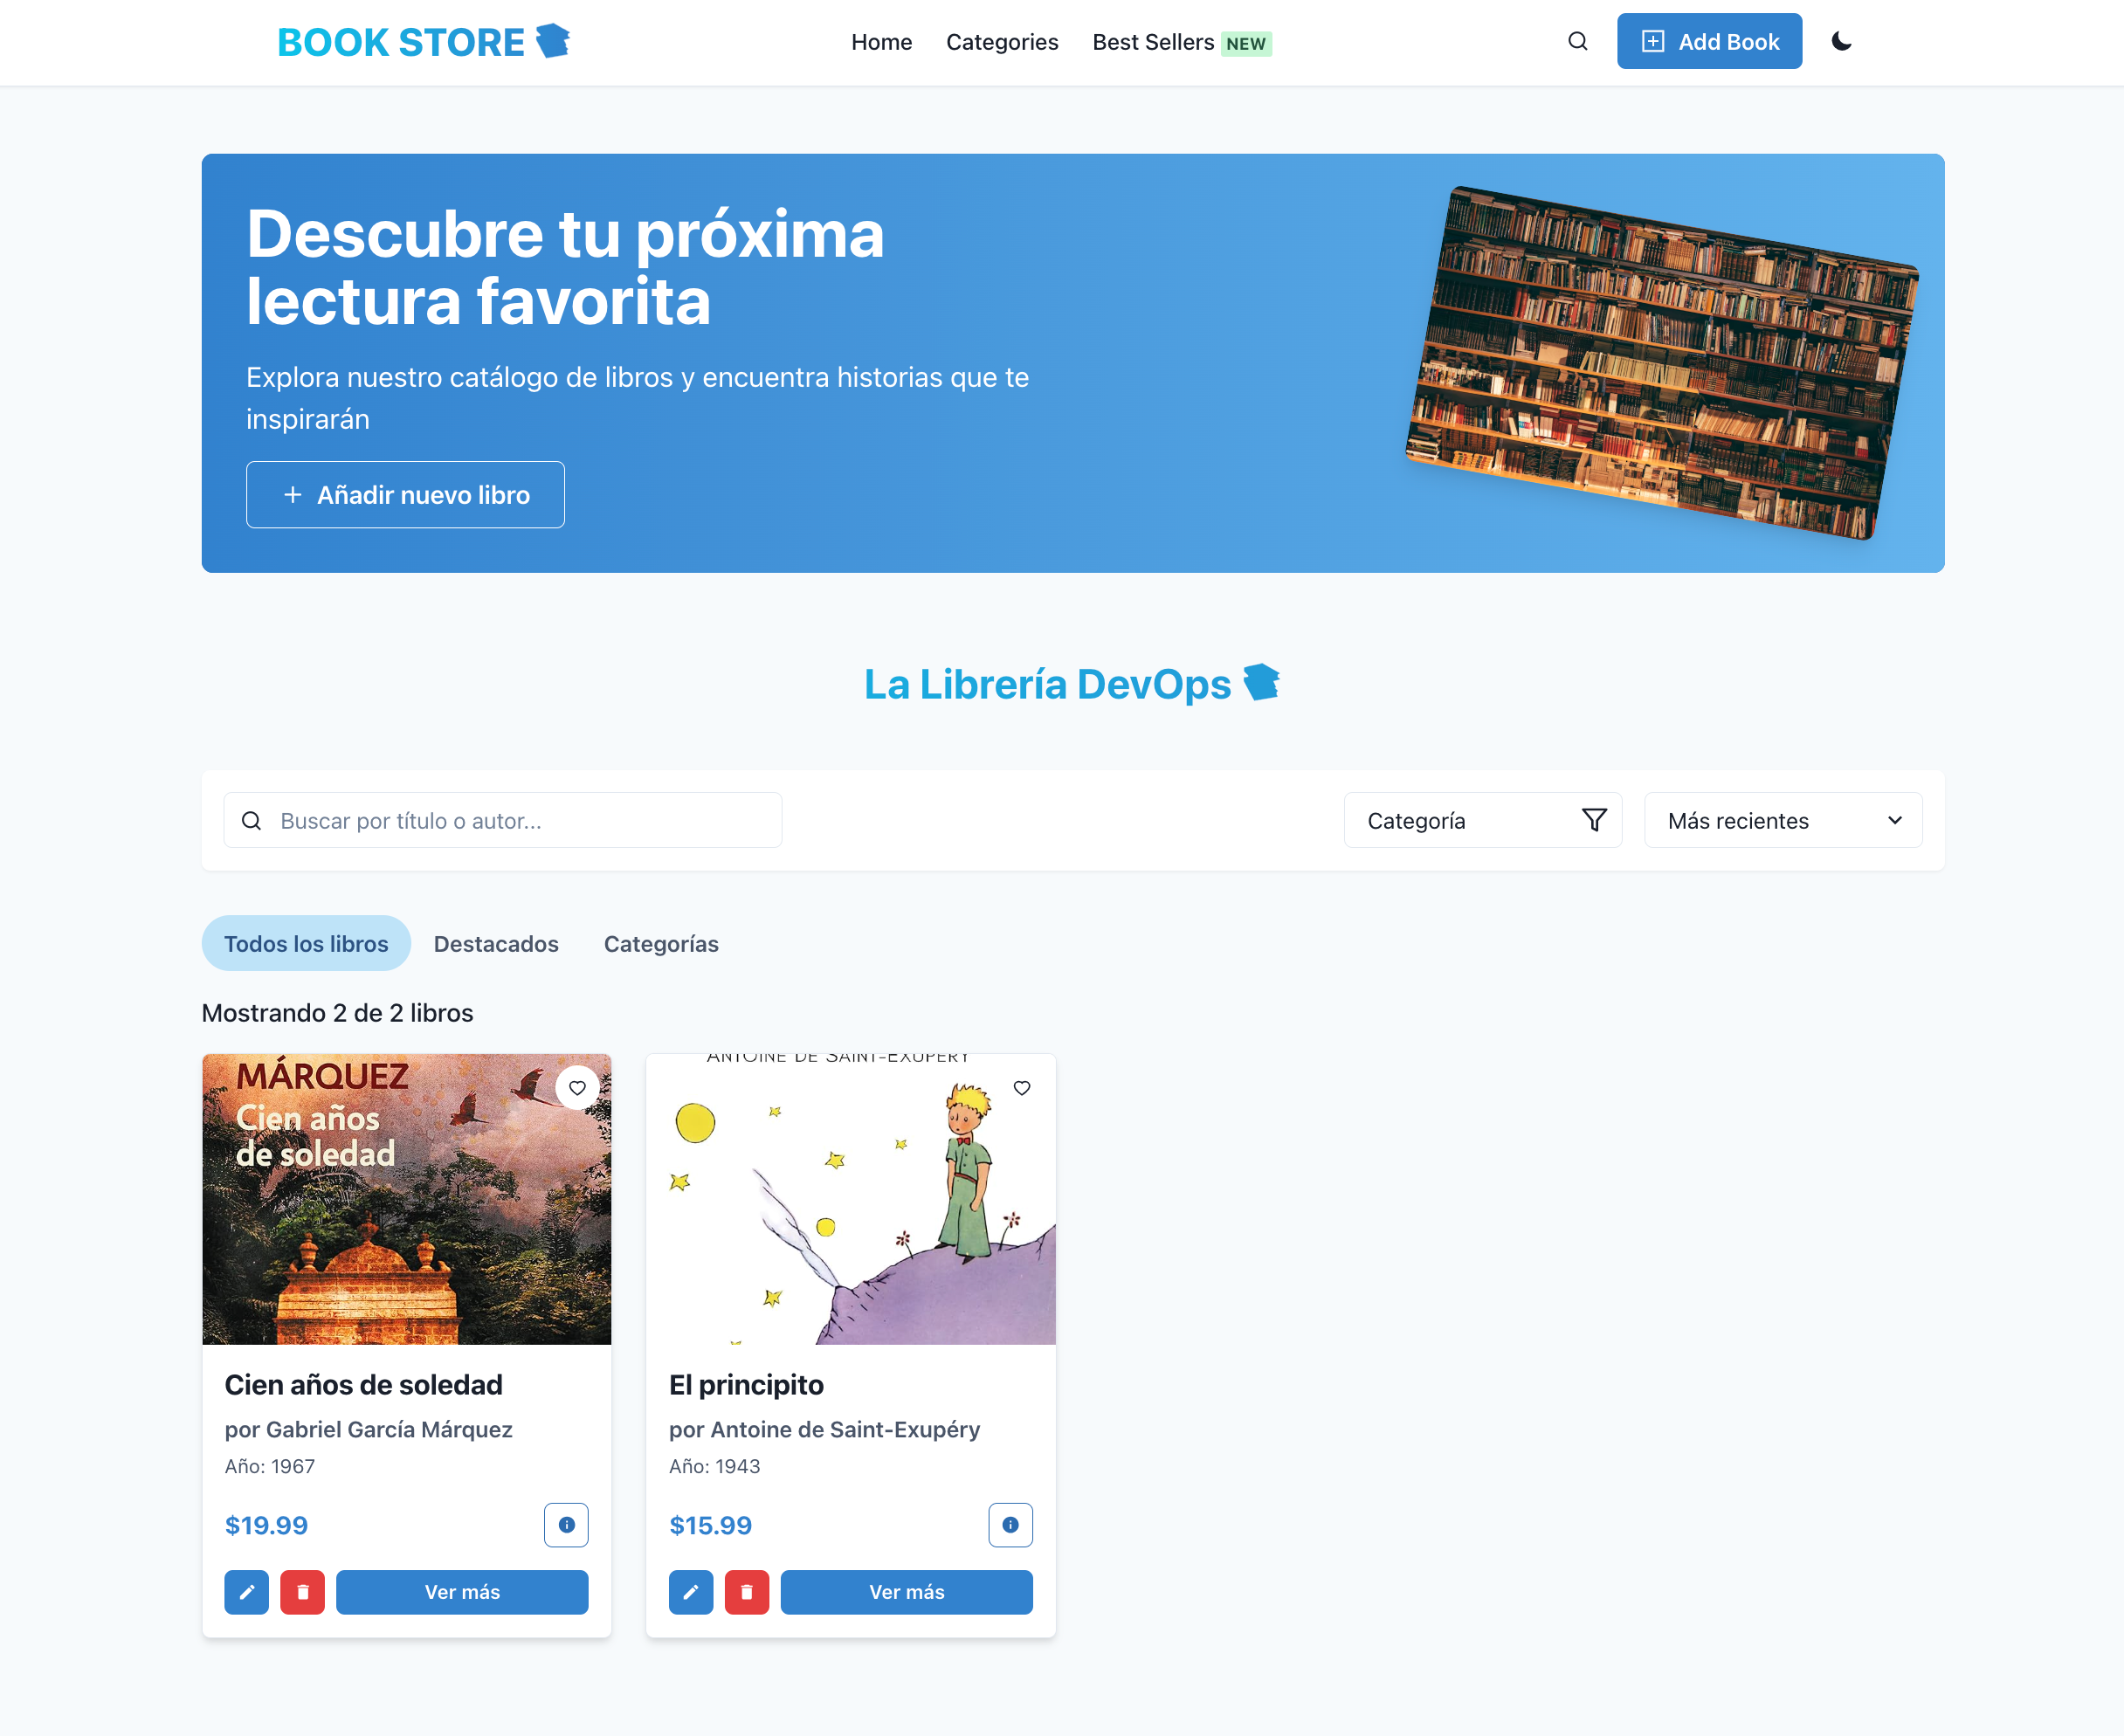 BOOK STORE
Home
Categories
Best Sellers NEW
Add Book
Descubre tu próxima
lectura favorita
Explora nuestro catálogo de libros y encuentra historias que te
inspirarán
+ Añadir nuevo libro
La Librería DevOps
Buscar por título o autor...
Categoría
Más recientes
Todos los libros
Destacados
Categorías
Mostrando 2 de 2 libros
MÁRQUEZ
Cien años
de soledad
Cien años de soledad
por Gabriel García Márquez
Año: 1967
$19.99
Ver más
ANTOINE DE SAINT-EXUPÉRY
El principito
por Antoine de Saint-Exupéry
Año: 1943
$15.99
Ver más